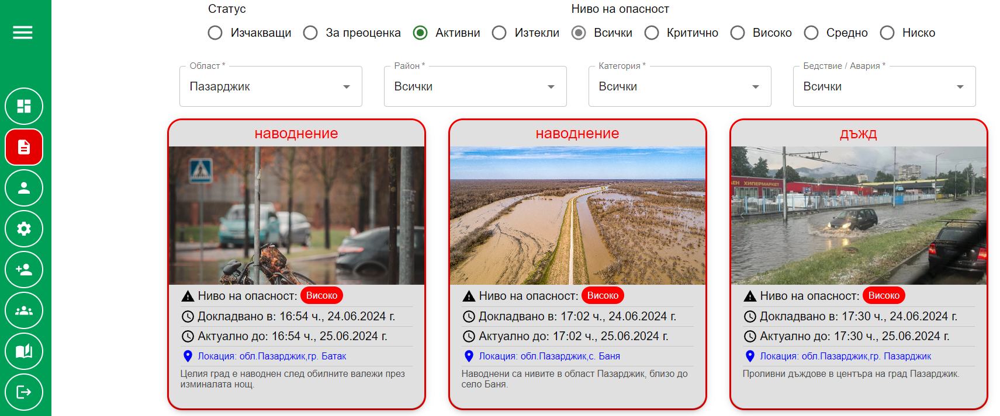 Статус
Ниво на опасност
Изчакващи
За преоценка
Активни
Изтекли
Всички
Критично
Високо
Средно
Ниско
Област *
Район *
Категория *
Бедствие / Авария *
Пазарджик
Всички
Всички
Всички
наводнение
Ниво на опасност: Високо
Докладвано в: 16:54 ч., 24.06.2024 г.
Актуално до: 16:54 ч., 25.06.2024 г.
Локация: обл.Пазарджик,гр. Батак
Целия град е наводнен след обилните валежи през
изминалата нощ.
наводнение
Ниво на опасност: Високо
Докладвано в: 17:02 ч., 24.06.2024 г.
Актуално до: 17:02 ч., 25.06.2024 г.
Локация: обл.Пазарджик,с. Баня
Наводнени са нивите в област Пазарджик, близо до
село Баня.
дъжд
ЛЕН ХИПЕРМАРКЕТ
Ниво на опасност: Високо
Докладвано в: 17:30 ч., 24.06.2024 г.
Актуално до: 17:30 ч., 25.06.2024 г.
Локация: обл.Пазарджик,гр. Пазарджик
Проливни дъждове в центъра на град Пазарджик.